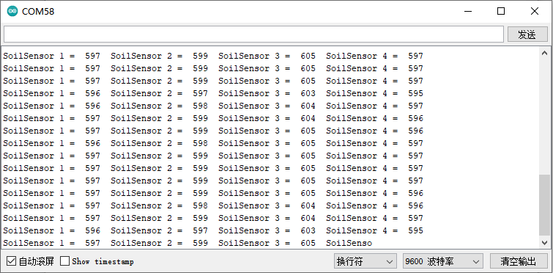 COM58
发送
SoilSensor 1 = 597 SoilSensor 2 = 599 SoilSensor 3 = 605 SoilSensor 4 = 597
SoilSensor 1 = 597 SoilSensor 2 = 599 SoilSensor 3 = 605 SoilSensor 4 = 597
SoilSensor 1 = 597 SoilSensor 2 = 599 SoilSensor 3 = 605 SoilSensor 4 = 597
SoilSensor 1 = 596 SoilSensor 2 = 597 SoilSensor 3 = 603 SoilSensor 4 = 595
SoilSensor 1 = 597 SoilSensor 2 = 598 SoilSensor 3 = 604 SoilSensor 4 = 596
SoilSensor 1 = 597 SoilSensor 2 = 599 SoilSensor 3 = 604 SoilSensor 4 = 596
SoilSensor 1 = 597 SoilSensor 2 = 599 SoilSensor 3 = 605 SoilSensor 4 = 597
SoilSensor 1 = 596 SoilSensor 2 = 598 SoilSensor 3 = 605 SoilSensor 4 = 596
SoilSensor 1 = 597 SoilSensor 2 = 599 SoilSensor 3 = 605 SoilSensor 4 = 597
SoilSensor 1 = 597 SoilSensor 2 = 599 SoilSensor 3 = 605 SoilSensor 4 = 597
SoilSensor 1 = 597 SoilSensor 2 = 599 SoilSensor 3 = 605 SoilSensor 4 = 597
SoilSensor 1 = 597 SoilSensor 2 = 599 SoilSensor 3 = 605 SoilSensor 4 = 596
SoilSensor 1 = 597 SoilSensor 2 = 598 SoilSensor 3 = 604 SoilSensor 4 = 596
SoilSensor 1 = 597 SoilSensor 2 = 597 SoilSensor 3 = 604 SoilSensor 4 = 597
SoilSensor 1 = 596 SoilSensor 2 = 597 SoilSensor 3 = 603 SoilSensor 4 = 595
SoilSensor 1 = 597 SoilSensor 2 = 599 SoilSensor 3 = 605 SoilSenso
自动滚屏 Show timestamp 换行符 9600 波特率 清空输出